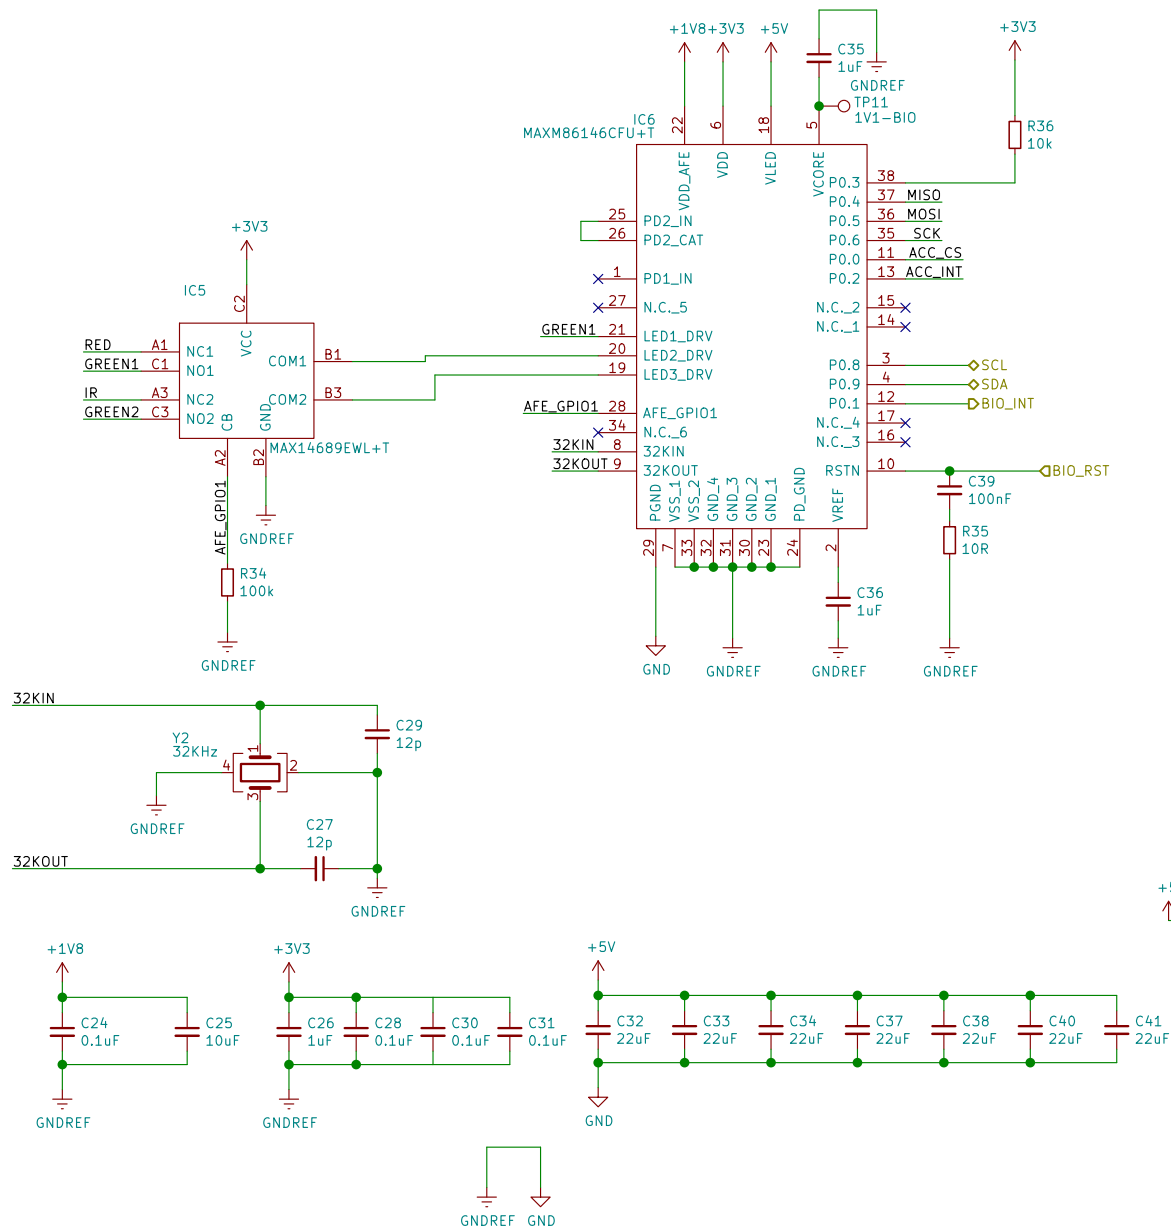 +1V8
+3V3
+5V
C35
1uF
GNDREF
+3V3
TP11
1V1-BIO
R36
10k
IC6
MAXM86146CFU+T
22
6
18
5
VDD_AFE
VDD
VLED
VCORE
25
PD2_IN
26
PD2_CAT
1
PD1_IN
27
N.C._5
GREEN1
21
LED1_DRV
20
LED2_DRV
19
LED3_DRV
AFE_GPIO1
28
AFE_GPIO1
34
N.C._6
32KIN
8
32KIN
32KOUT
9
32KOUT
P0.3
38
P0.4
37
MISO
P0.5
36
MOSI
P0.6
35
SCK
P0.0
11
ACC_CS
P0.2
13
ACC_INT
N.C._2
15
N.C._1
14
P0.8
3
SCL
P0.9
4
SDA
P0.1
12
BIO_INT
N.C._4
17
N.C._3
16
RSTN
10
BIO_RST
C39
100nF
R35
10R
GNDREF
PGND
VSS_1
VSS_2
GND_4
GND_3
GND_2
GND_1
PD_GND
VREF
29
7
33
32
31
30
23
24
2
GND
GNDREF
C36
1uF
GNDREF
+3V3
IC5
C2
VCC
RED
A1
NC1
GREEN1
C1
NO1
IR
A3
NC2
GREEN2
C3
NO2
COM1
B1
COM2
B3
CB
GND
MAX14689EWL+T
A2
B2
AFE_GPIO1
GNDREF
R34
100k
GNDREF
32KIN
Y2
32KHz
1
4
2
3
C29
12p
GNDREF
C27
12p
32KOUT
GNDREF
+1V8
C24
0.1uF
C25
10uF
GNDREF
+3V3
C26
1uF
C28
0.1uF
C30
0.1uF
C31
0.1uF
GNDREF
+5V
C32
22uF
C33
22uF
C34
22uF
C37
22uF
C38
22uF
C40
22uF
C41
22uF
GND
GNDREF
GND